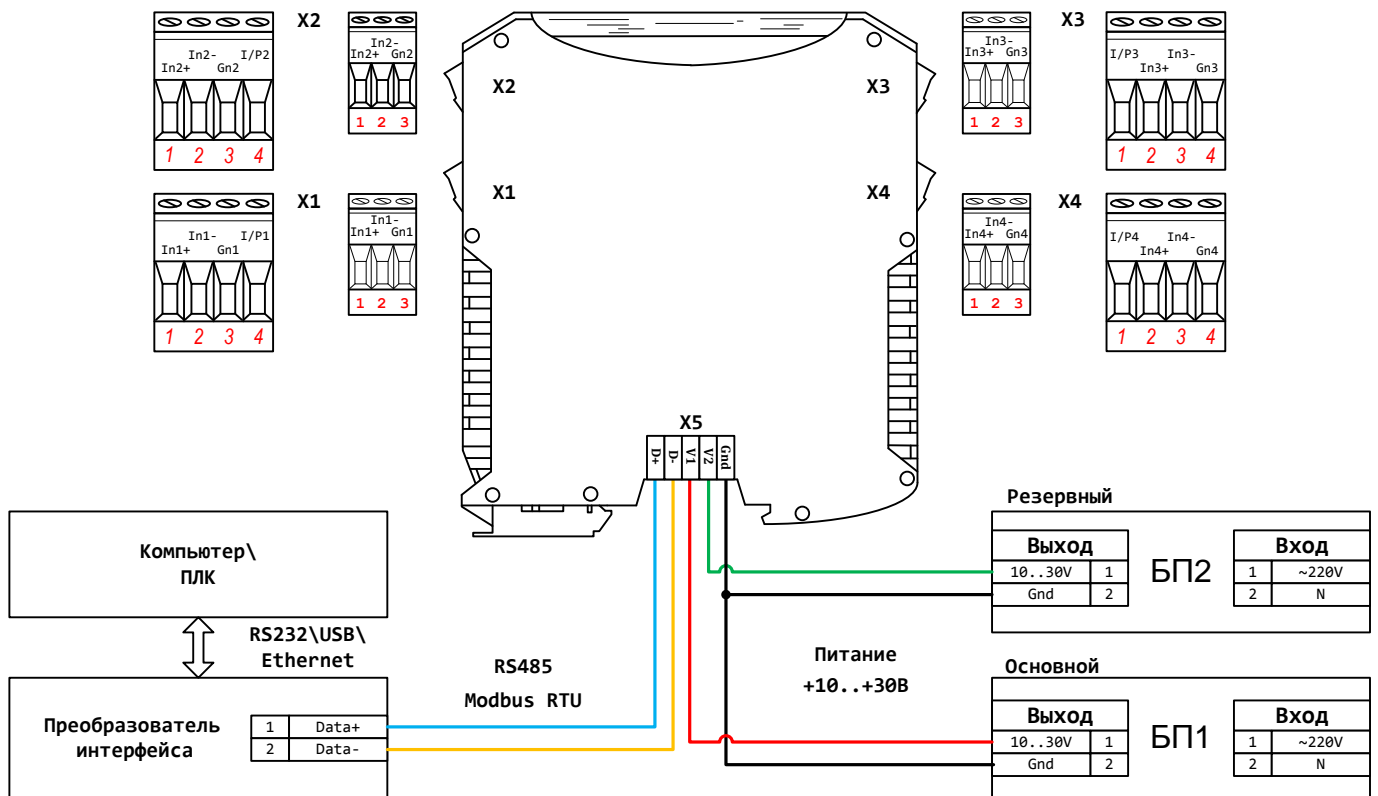 X2
X3
In2- I/P2
In2+ Gn2
1 2 3 4
In2-
In2+ Gn2
1 2 3
X2
X3
In3-
In3+ Gn3
1 2 3
I/P3 In3-
In3+ Gn3
1 2 3 4
X1
X4
In1- I/P1
In1+ Gn1
1 2 3 4
In1-
In1+ Gn1
1 2 3
X1
X4
In4-
In4+ Gn4
1 2 3
I/P4 In4-
In4+ Gn4
1 2 3 4
X5
D+ D- V1 V2 Gnd
Компьютер\
ПЛК
RS232\USB\
Ethernet
Преобразователь
интерфейса
1 Data+
2 Data-
RS485
Modbus RTU
Питание
+10..+30В
Резервный
Выход
10..30V 1
Gnd 2
БП2
Вход
1 ~220V
2 N
Основной
Выход
10..30V 1
Gnd 2
БП1
Вход
1 ~220V
2 N